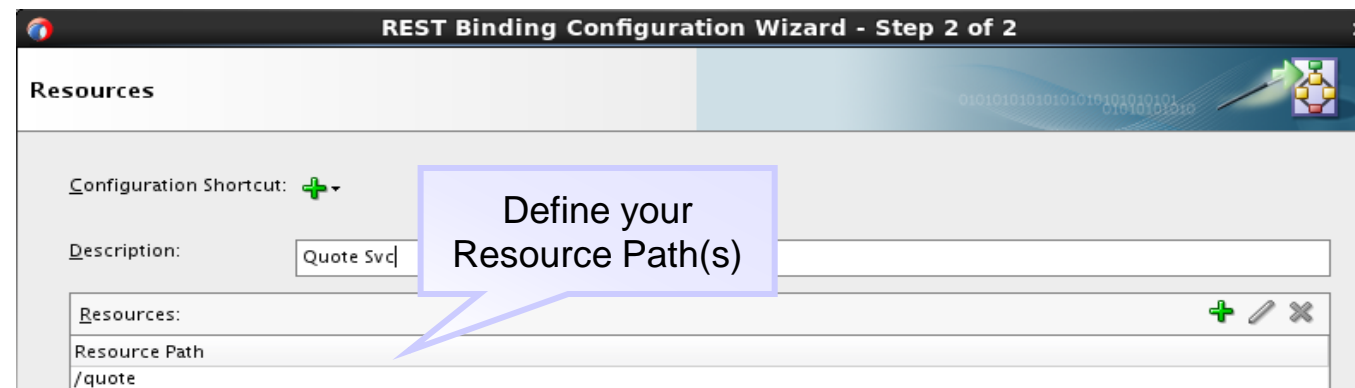 REST Binding Configuration Wizard - Step 2 of 2
Resources
Configuration Shortcut:
Define your
Resource Path(s)
Description:
Quote Svc
Resources:
Resource Path
/quote